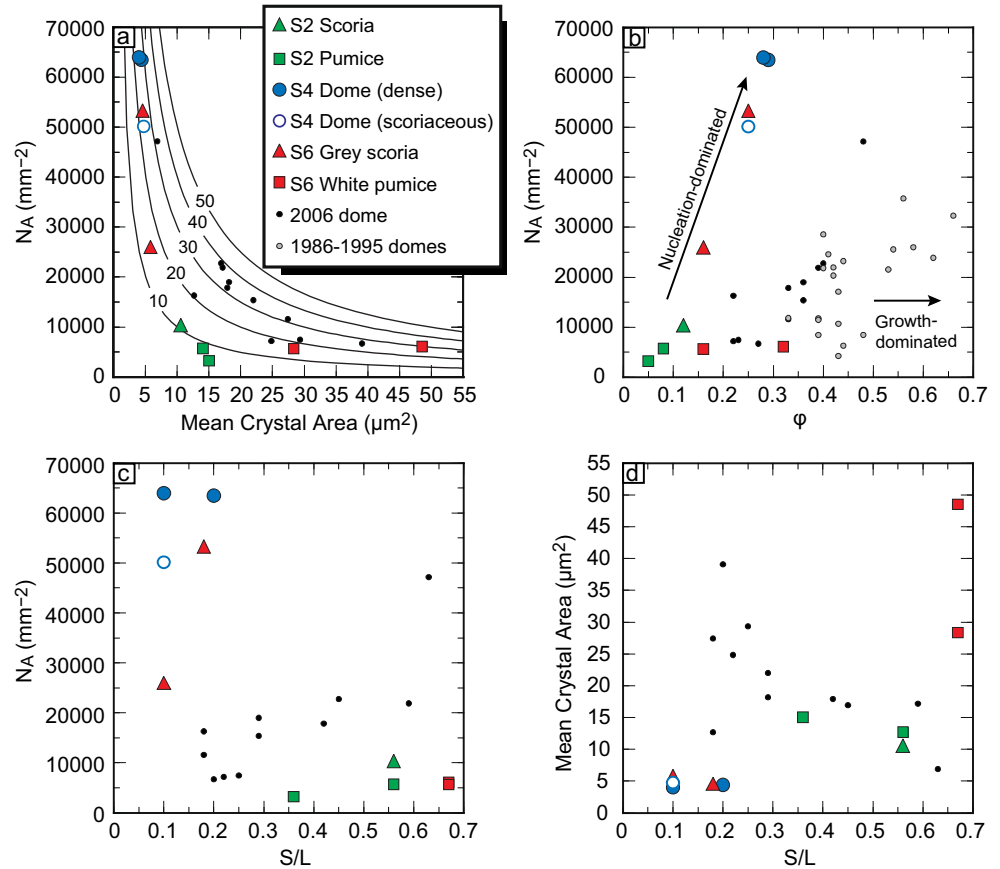 a
70000
60000
50000
40000
30000
20000
10000
0
NA (mm−2)
50
40
30
20
10
0 5 10 15 20 25 30 35 40 45 50 55
Mean Crystal Area (µm2)
S2 Scoria
S2 Pumice
S4 Dome (dense)
S4 Dome (scoriaceous)
S6 Grey scoria
S6 White pumice
2006 dome
1986-1995 domes
b
70000
60000
50000
40000
30000
20000
10000
0
NA (mm−2)
Nucleation-dominated
Growth-
dominated
0 0.1 0.2 0.3 0.4 0.5 0.6 0.7
φ
c
70000
60000
50000
40000
30000
20000
10000
0
NA (mm−2)
0 0.1 0.2 0.3 0.4 0.5 0.6 0.7
S/L
d
55
50
45
40
35
30
25
20
15
10
5
0
Mean Crystal Area (µm2)
0 0.1 0.2 0.3 0.4 0.5 0.6 0.7
S/L